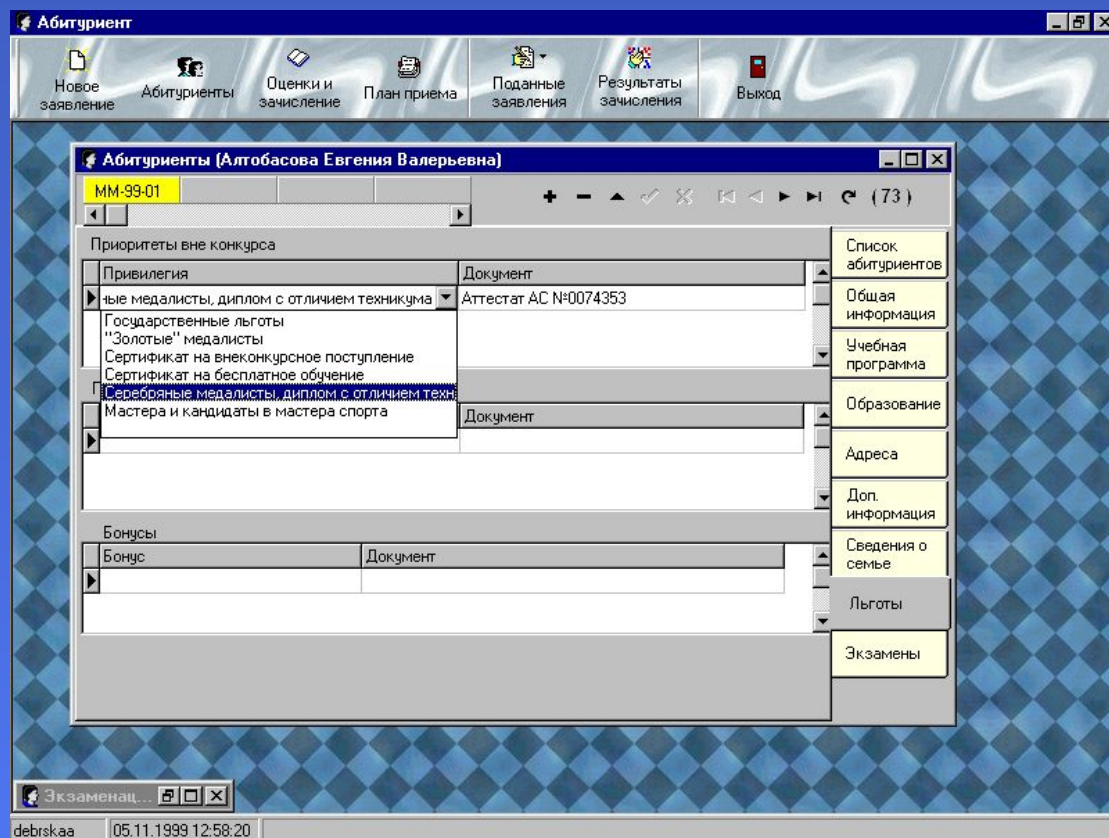 Абитуриент
Новое
заявление
Абитуриенты
Оценки и
зачисление
План приема
Поданные
заявления
Результаты
зачисления
Выход
Абитуриенты (Алтобасова Евгения Валерьевна)
ММ-99-01
(73)
Приоритеты вне конкурса
Привилегия Документ
ные медалисты, диплом с отличием техникума Аттестат АС №0074353
Государственные льготы
"Золотые" медалисты
Сертификат на внеконкурсное поступление
Сертификат на бесплатное обучение
Серебряные медалисты, диплом с отличием техн
Мастера и кандидаты в мастера спорта
Документ
Бонусы
Бонус Документ
Список
абитуриентов
Общая
информация
Учебная
программа
Образование
Адреса
Доп.
информация
Сведения о
семье
Льготы
Экзамены
Экзаменац...
debrskaa 05.11.1999 12:58:20